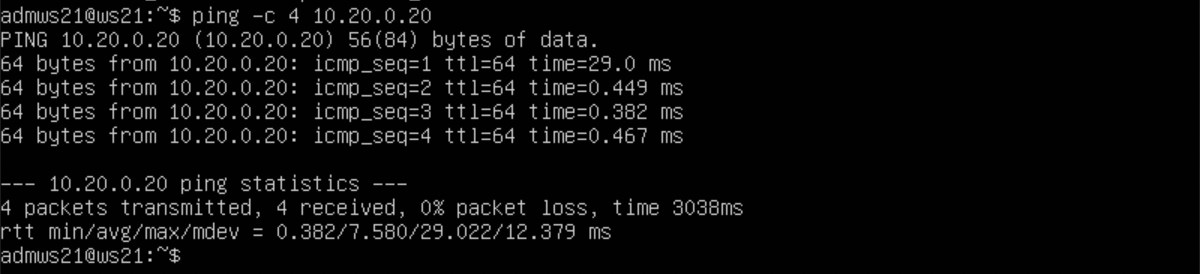 admws21@ws21:~$ ping -c 4 10.20.0.20
PING 10.20.0.20 (10.20.0.20) 56(84) bytes of data.
64 bytes from 10.20.0.20: icmp_seq=1 ttl=64 time=29.0 ms
64 bytes from 10.20.0.20: icmp_seq=2 ttl=64 time=0.449 ms
64 bytes from 10.20.0.20: icmp_seq=3 ttl=64 time=0.382 ms
64 bytes from 10.20.0.20: icmp_seq=4 ttl=64 time=0.467 ms
--- 10.20.0.20 ping statistics ---
4 packets transmitted, 4 received, 0% packet loss, time 3038ms
rtt min/avg/max/mdev = 0.382/7.580/29.022/12.379 ms
admws21@ws21:~$